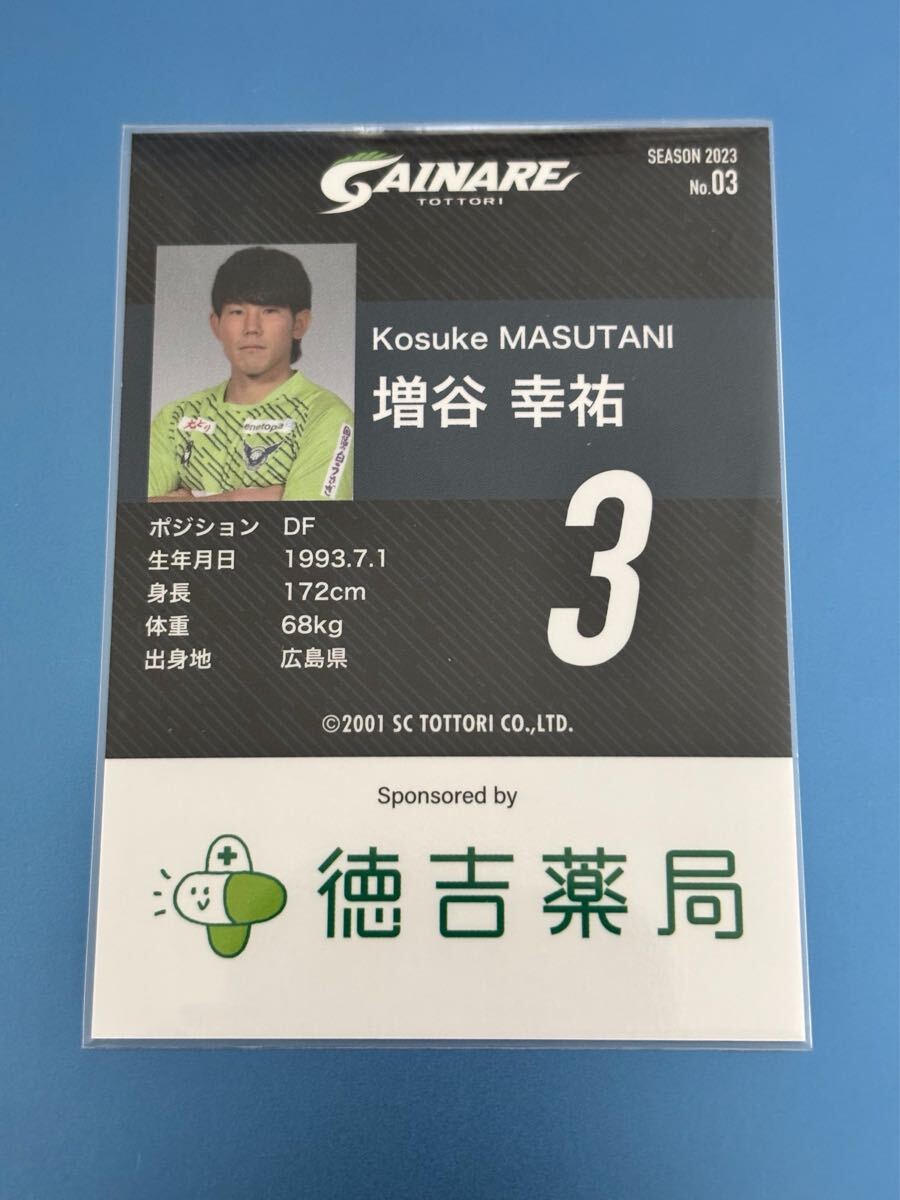 GAINARE
TOTTORI
SEASON 2023
No.03
Kosuke MASUTANI
増谷 幸祐
enetopa
3
ポジション DF
生年月日 1993.7.1
身長 172cm
体重 68kg
出身地 広島県
©2001 SC TOTTORI CO.,LTD.
Sponsored by
徳吉薬局